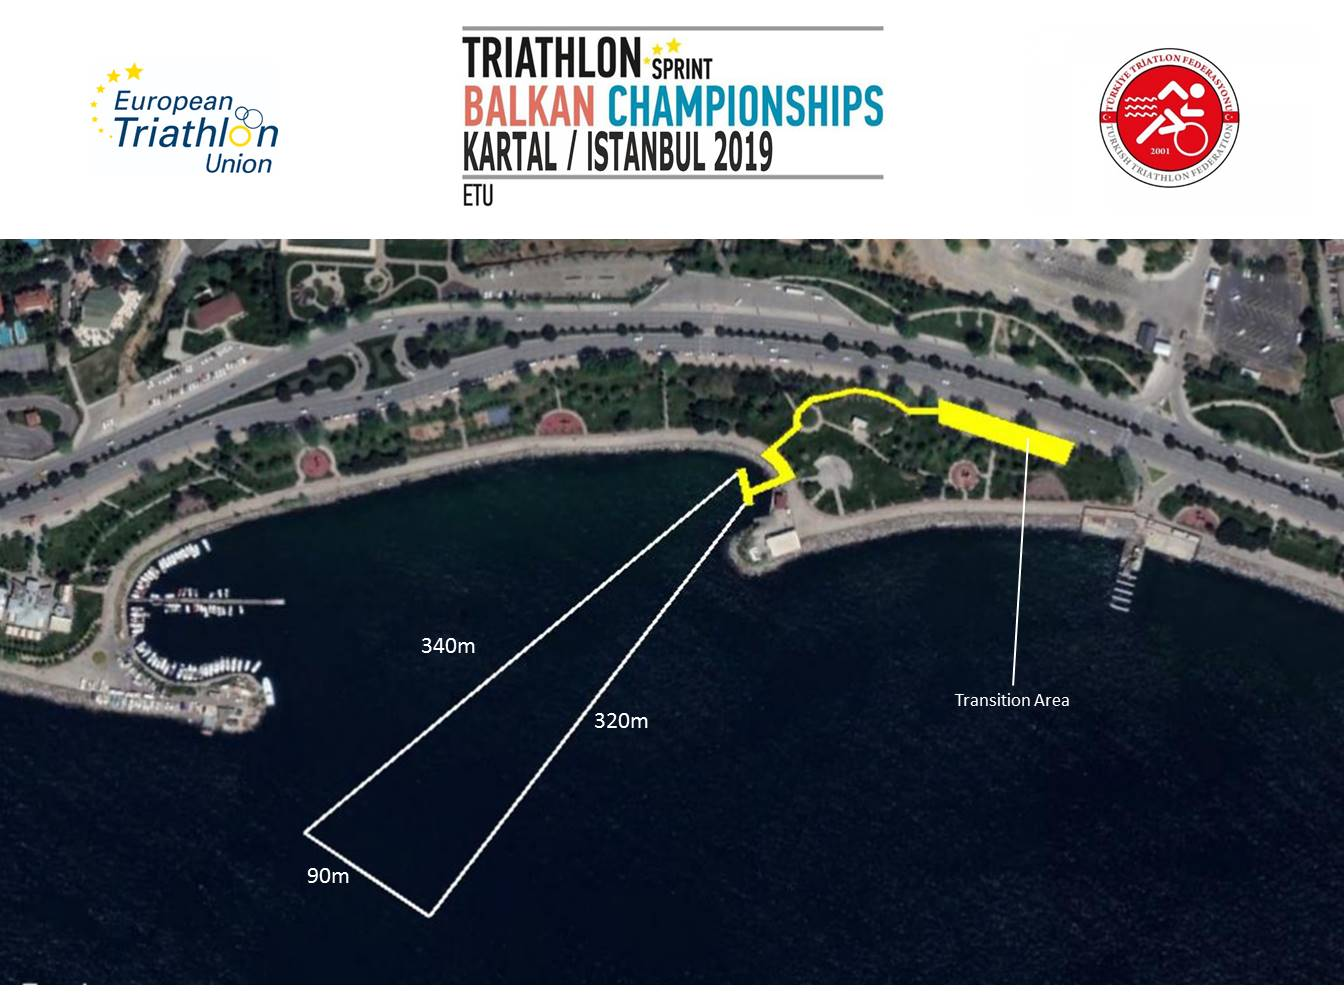 European
Triathlon
Union
TRIATHLON SPRINT
BALKAN CHAMPIONSHIPS
KARTAL / ISTANBUL 2019
ETU
TÜRKİYE TRİATLON FEDERASYONU
2001
TURKISH TRIATHLON FEDERATION
340m
320m
Transition Area
90m